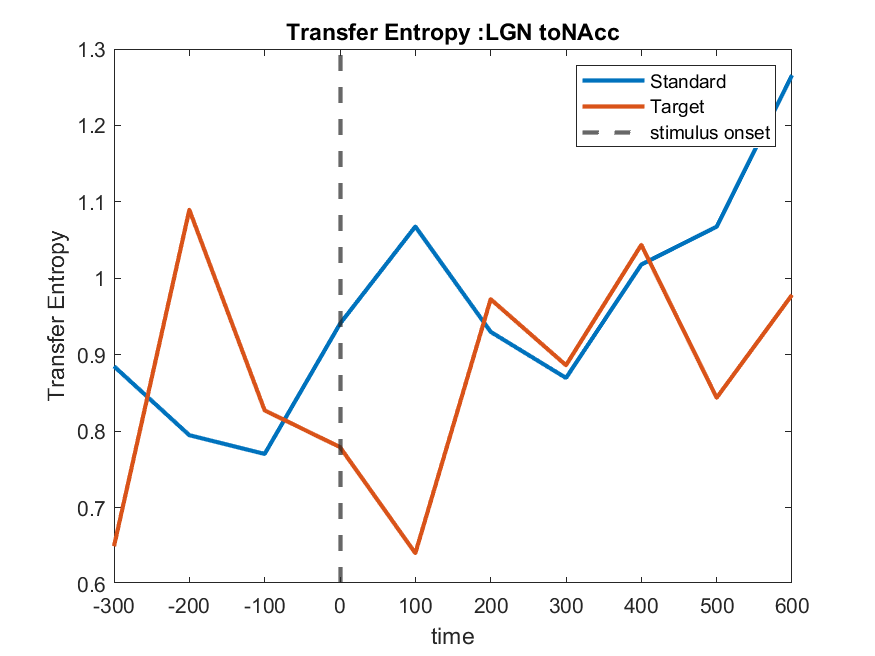 Transfer Entropy :LGN toNAcc
1.3
1.2
1.1
1
0.9
0.8
0.7
0.6
Transfer Entropy
Standard
Target
stimulus onset
-300 -200 -100 0 100 200 300 400 500 600
time